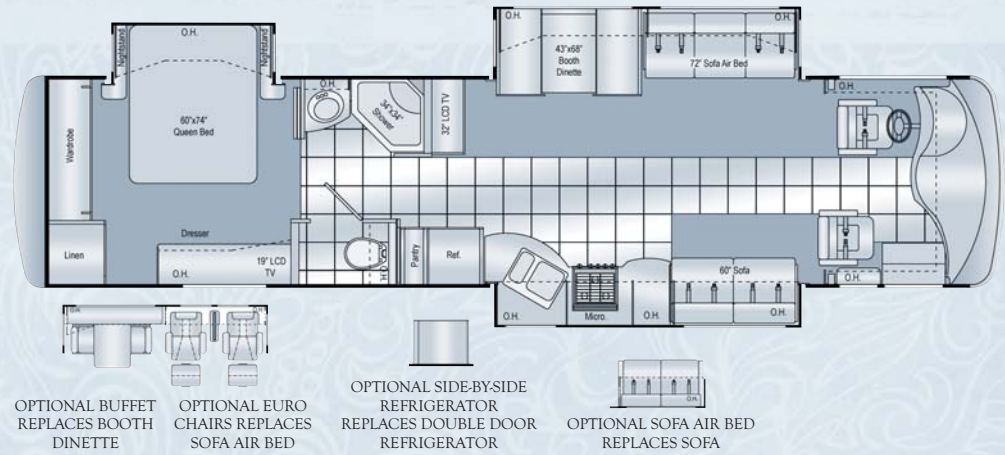 O.H.
Nightstand
Nightstand
60"x74"
Queen Bed
Wardrobe
Linen
Dresser
O.H.
19" LCD
TV
O.H.
34"x34"
Shower
32" LCD TV
O.H.
Pantry
Ref.
O.H.
43"x68"
Booth
Dinette
O.H.
72" Sofa Air Bed
O.H.
O.H.
Micro.
O.H.
60" Sofa
O.H.
O.H.
O.H.
O.H.
O.H.
OPTIONAL BUFFET
REPLACES BOOTH
DINETTE
OPTIONAL EURO
CHAIRS REPLACES
SOFA AIR BED
OPTIONAL SIDE-BY-SIDE
REFRIGERATOR
REPLACES DOUBLE DOOR
REFRIGERATOR
OPTIONAL SOFA AIR BED
REPLACES SOFA